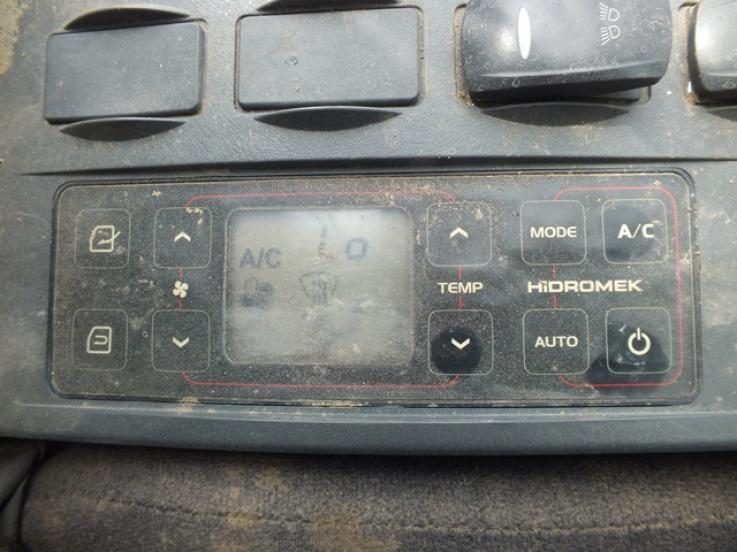 A/C Lo
MODE A/C
TEMP HiDROMEK
AUTO